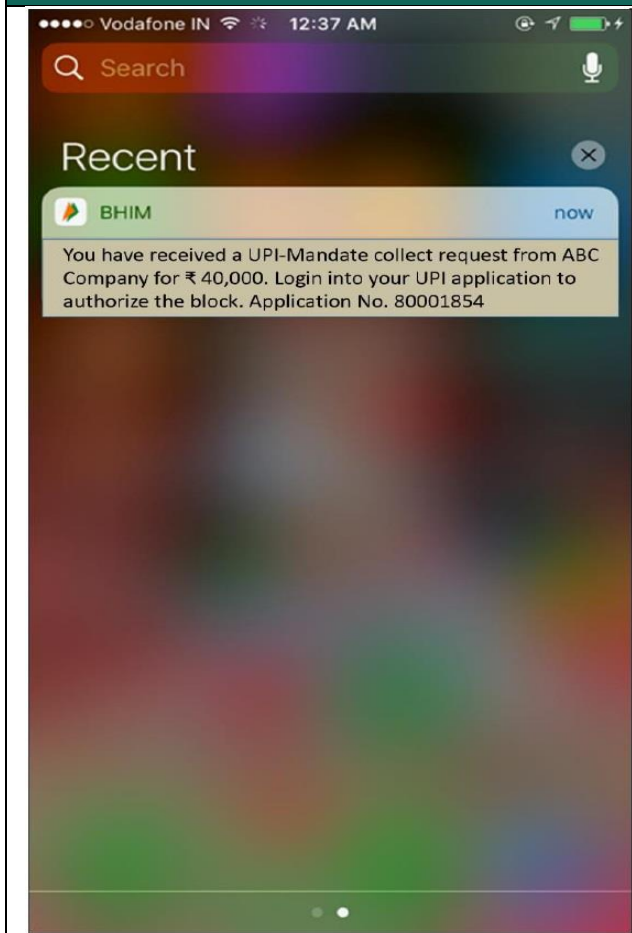 Vodafone IN 12:37 AM
Search
Recent
BHIM now
You have received a UPI-Mandate collect request from ABC
Company for ₹ 40,000. Login into your UPI application to
authorize the block. Application No. 80001854